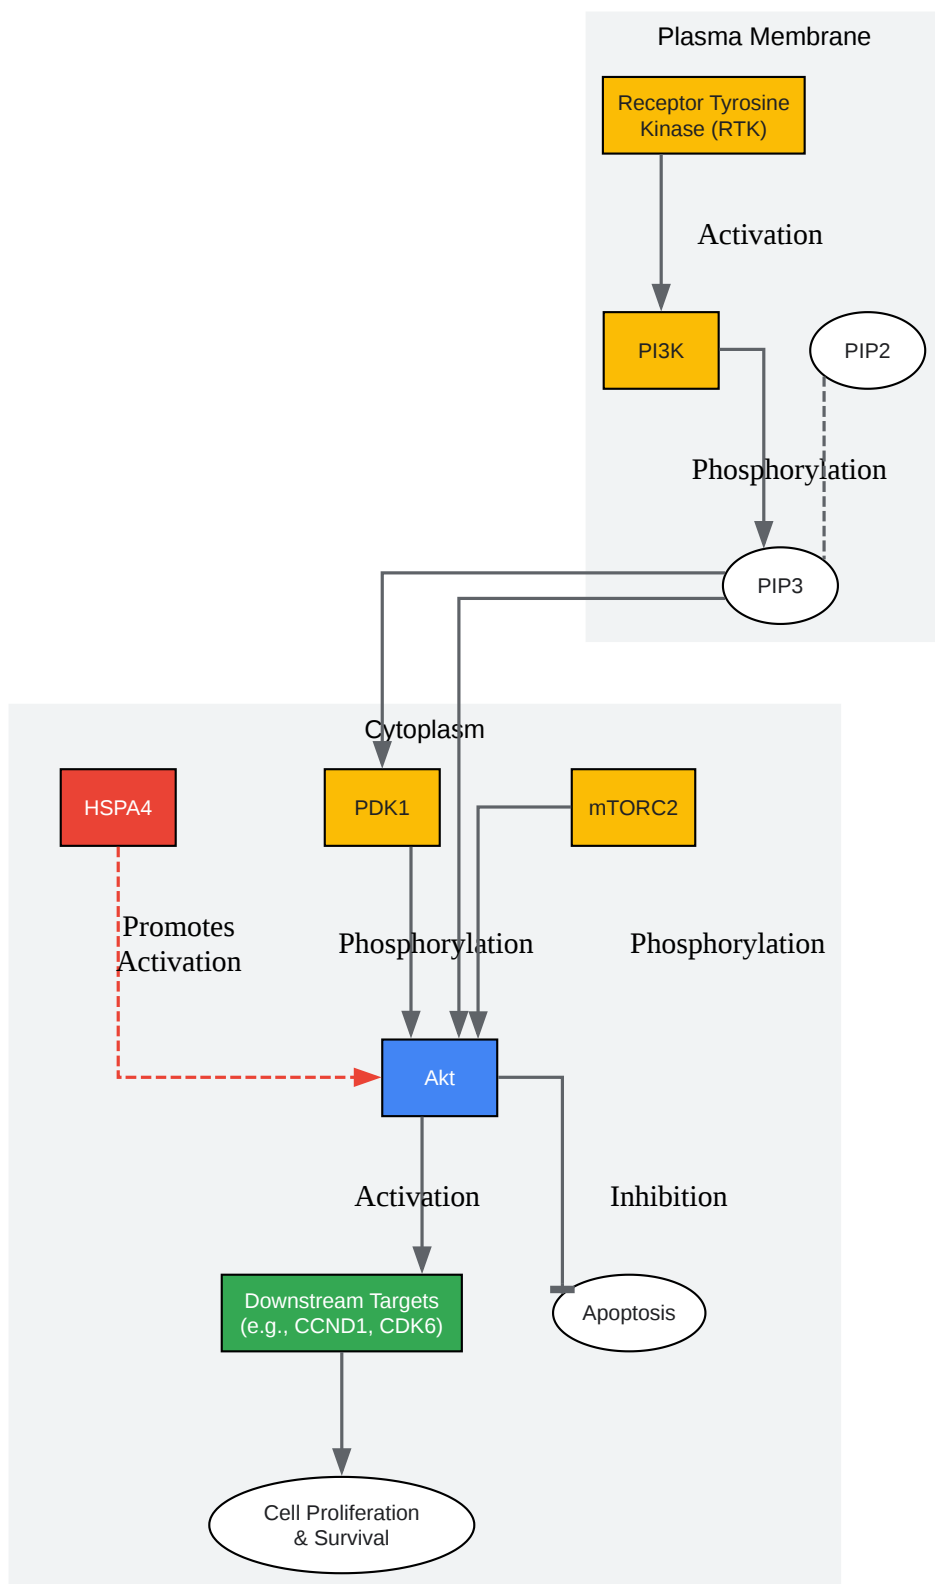 Plasma Membrane
Receptor Tyrosine
Kinase (RTK)
Activation
PI3K
PIP2
Phosphorylation
PIP3
Cytoplasm
HSPA4
PDK1
mTORC2
Promotes
Activation
Phosphorylation
Phosphorylation
Akt
Activation
Inhibition
Downstream Targets
(e.g., CCND1, CDK6)
Apoptosis
Cell Proliferation
& Survival